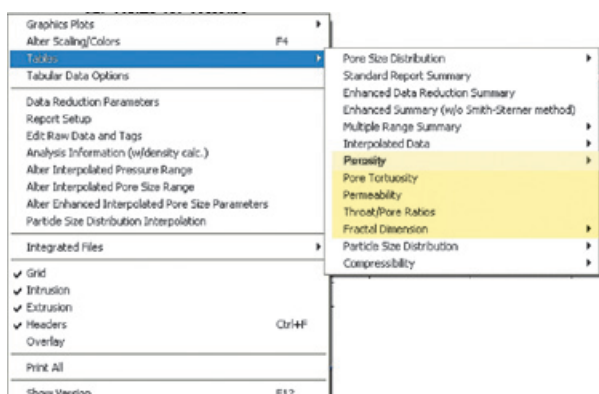 Graphics Plots
Alter Scaling/Colors F4
Tables
Tabular Data Options
Data Reduction Parameters
Report Setup
Edit Raw Data and Tags
Analysis Information (w/density calc.)
Alter Interpolated Pressure Range
Alter Interpolated Pore Size Range
Alter Enhanced Interpolated Pore Size Parameters
Particle Size Distribution Interpolation
Integrated Files
Grid
Intrusion
Extrusion
Headers Ctrl+F
Overlay
Print All
Show Version F12
Pore Size Distribution
Standard Report Summary
Enhanced Data Reduction Summary
Enhanced Summary (w/o Smith-Sterner method)
Multiple Range Summary
Interpolated Data
Porosity
Pore Tortuosity
Permeability
Throat/Pore Ratios
Fractal Dimension
Particle Size Distribution
Compressibility